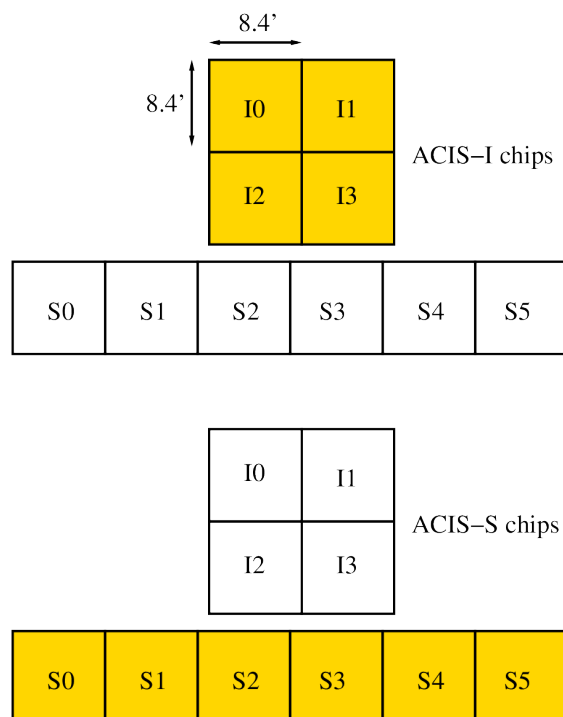 8.4’
8.4’
I0 I1
ACIS−I chips
I2 I3
S0 S1 S2 S3 S4 S5
I0 I1
ACIS−S chips
I2 I3
S0 S1 S2 S3 S4 S5